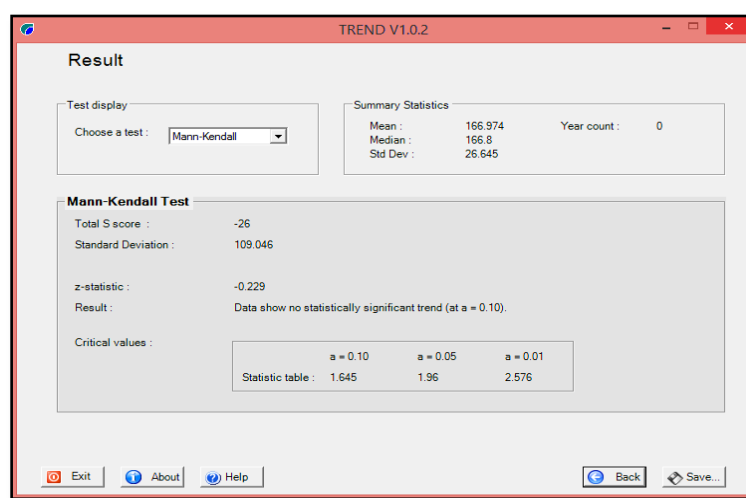 TREND V1.0.2
Result
Test display
Choose a test : Mann-Kendall
Summary Statistics
Mean : 166.974 Year count : 0
Median : 166.8
Std Dev : 26.645
Mann-Kendall Test
Total S score : -26
Standard Deviation : 109.046
z-statistic : -0.229
Result : Data show no statistically significant trend (at a = 0.10).
Critical values :
a = 0.10 a = 0.05 a = 0.01
Statistic table : 1.645 1.96 2.576
Exit About Help Back Save...